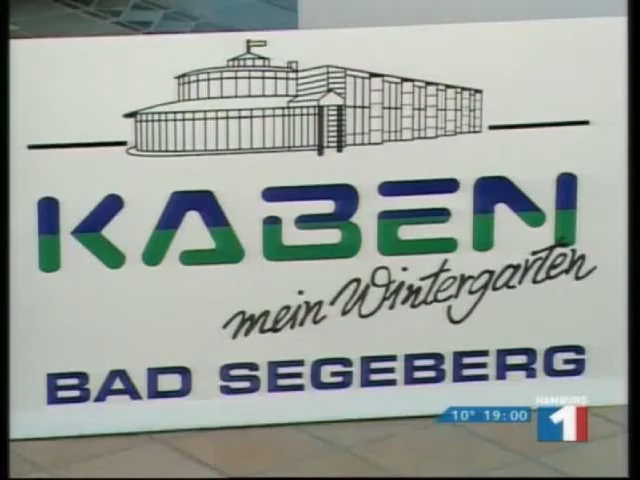 KABEN
mein Wintergarten
BAD SEGEBERG
10° 19:00
HAMBURG
1